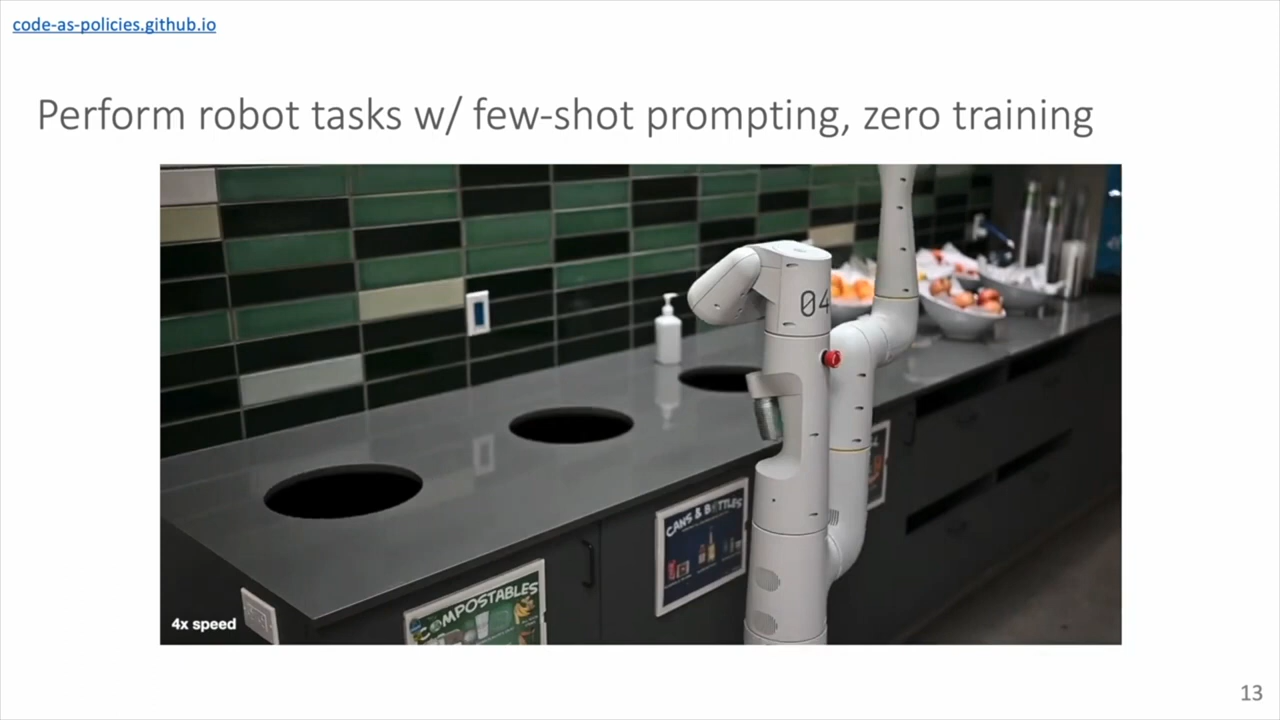 code-as-policies.github.io
Perform robot tasks w/ few-shot prompting, zero training
04
CANS & BOTTLES
COMPOSTABLES
4x speed
13